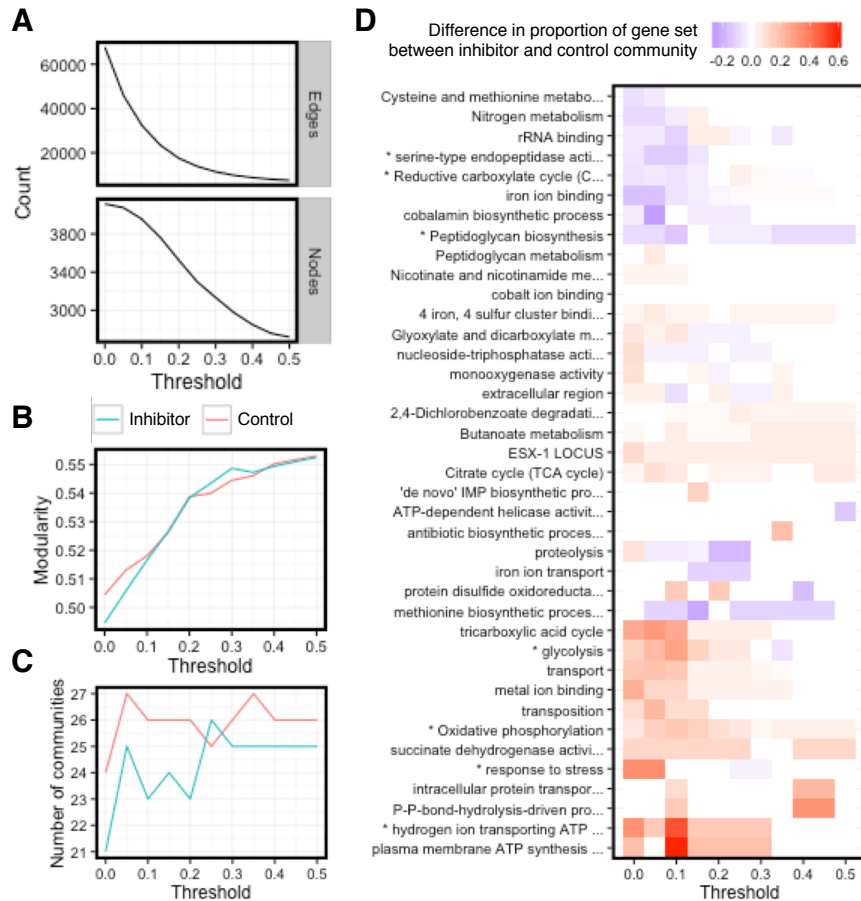 A
60000
40000
20000
Edges
3800
3400
3000
Nodes
Count
0.0 0.1 0.2 0.3 0.4 0.5
Threshold
B
Inhibitor Control
0.55
0.54
0.53
0.52
0.51
0.50
Modularity
0.0 0.1 0.2 0.3 0.4 0.5
Threshold
C
27
26
25
24
23
22
21
Number of communities
0.0 0.1 0.2 0.3 0.4 0.5
Threshold
D
Difference in proportion of gene set
between inhibitor and control community
-0.2 0.0 0.2 0.4 0.6
Cysteine and methionine metabo...
Nitrogen metabolism
rRNA binding
* serine-type endopeptidase acti...
* Reductive carboxylate cycle (C...
iron ion binding
cobalamin biosynthetic process
* Peptidoglycan biosynthesis
Peptidoglycan metabolism
Nicotinate and nicotinamide me...
cobalt ion binding
4 iron, 4 sulfur cluster bindi...
Glyoxylate and dicarboxylate m...
nucleoside-triphosphatase acti...
monooxygenase activity
extracellular region
2,4-Dichlorobenzoate degradati...
Butanoate metabolism
ESX-1 LOCUS
Citrate cycle (TCA cycle)
'de novo' IMP biosynthetic pro...
ATP-dependent helicase activit...
antibiotic biosynthetic proces...
proteolysis
iron ion transport
protein disulfide oxidoreducta...
methionine biosynthetic proces...
tricarboxylic acid cycle
* glycolysis
transport
metal ion binding
transposition
* Oxidative phosphorylation
succinate dehydrogenase activi...
* response to stress
intracellular protein transpor...
P-P-bond-hydrolysis-driven pro...
* hydrogen ion transporting ATP ...
plasma membrane ATP synthesis ...
0.0 0.1 0.2 0.3 0.4 0.5
Threshold